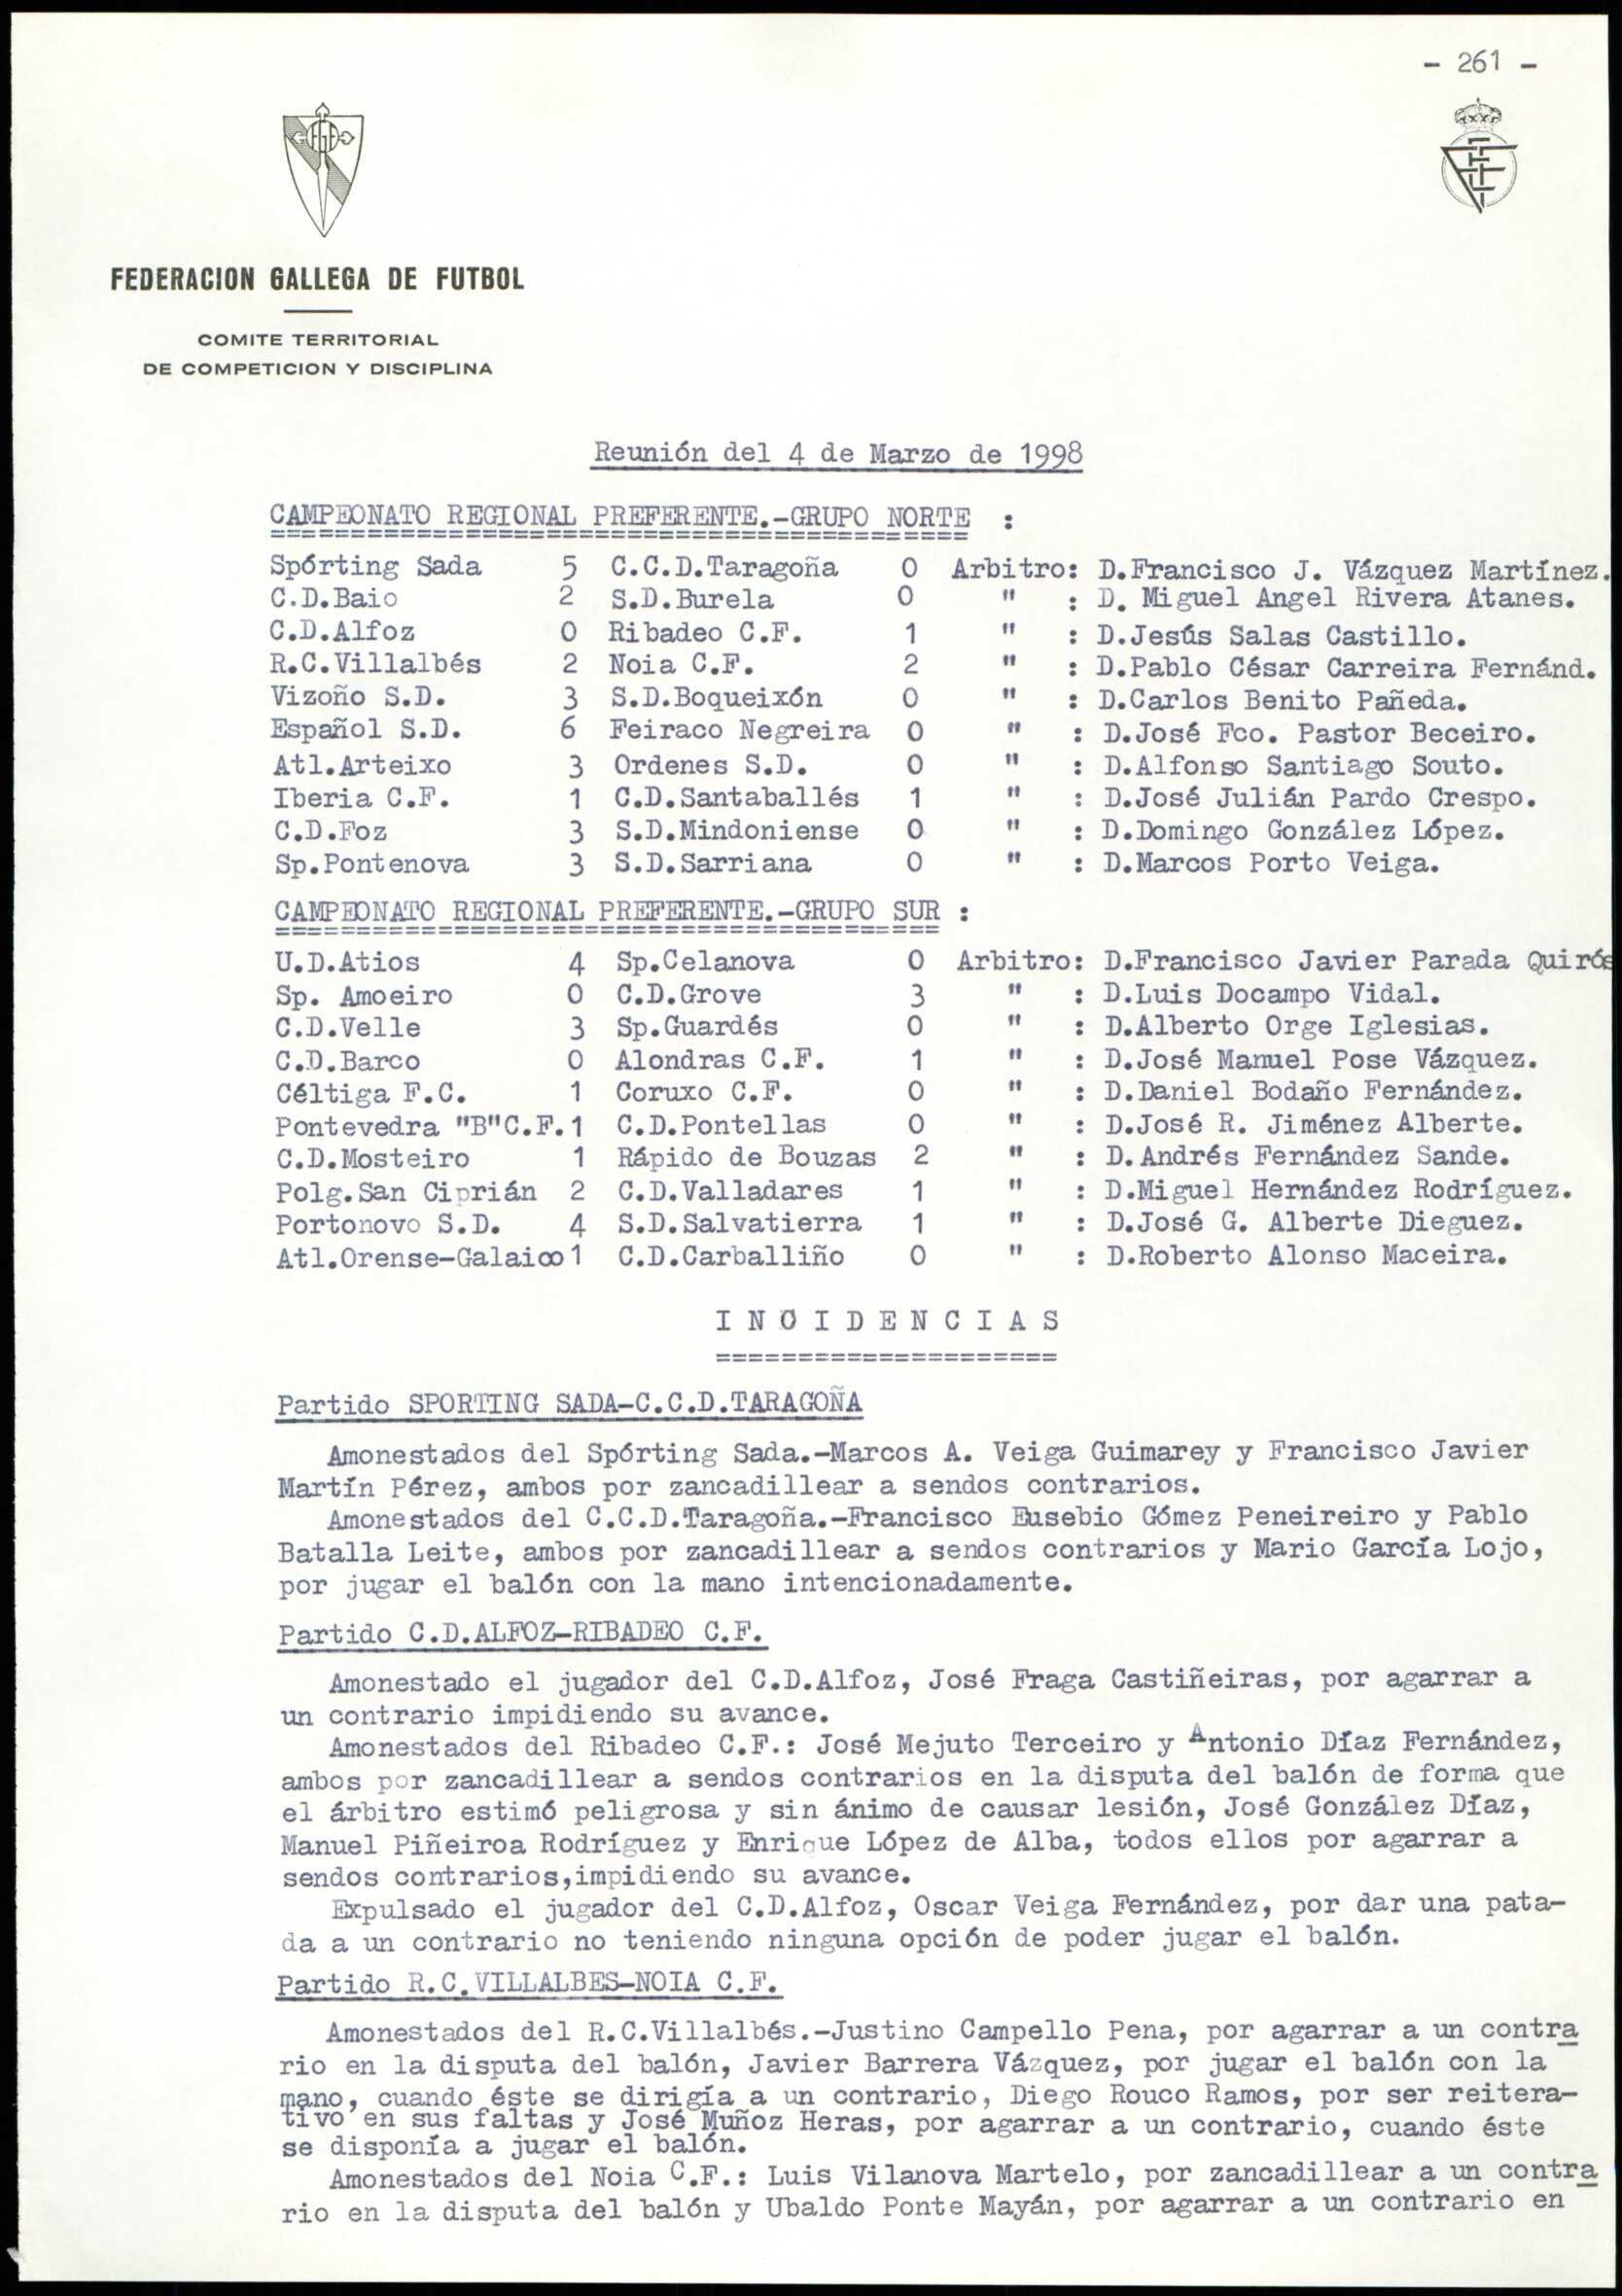 - 261 -
FEDERACION GALLEGA DE FUTBOL
COMITE TERRITORIAL
DE COMPETICION Y DISCIPLINA
Reunión del 4 de Marzo de 1998
CAMPEONATO REGIONAL PREFERENTE.-GRUPO NORTE :
Spórting Sada 5 C.C.D.Taragoña 0 Arbitro: D.Francisco J. Vázquez Martínez.
C.D.Baio 2 S.D.Burela 0 " : D. Miguel Angel Rivera Atanes.
C.D.Alfoz 0 Ribadeo C.F. 1 " : D.Jesús Salas Castillo.
R.C.Villalbés 2 Noia C.F. 2 " : D.Pablo César Carreira Fernánd.
Vizoño S.D. 3 S.D.Boqueixón 0 " : D.Carlos Benito Pañeda.
Español S.D. 6 Feiraco Negreira 0 " : D.José Fco. Pastor Beceiro.
Atl.Arteixo 3 Ordenes S.D. 0 " : D.Alfonso Santiago Souto.
Iberia C.F. 1 C.D.Santaballés 1 " : D.José Julián Pardo Crespo.
C.D.Foz 3 S.D.Mindoniense 0 " : D.Domingo González López.
Sp.Pontenova 3 S.D.Sarriana 0 " : D.Marcos Porto Veiga.
CAMPEONATO REGIONAL PREFERENTE.-GRUPO SUR :
U.D.Atios 4 Sp.Celanova 0 Arbitro: D.Francisco Javier Parada Quirós
Sp. Amoeiro 0 C.D.Grove 3 " : D.Luis Docampo Vidal.
C.D.Velle 3 Sp.Guardés 0 " : D.Alberto Orge Iglesias.
C.D.Barco 0 Alondras C.F. 1 " : D.José Manuel Pose Vázquez.
Céltiga F.C. 1 Coruxo C.F. 0 " : D.Daniel Bodaño Fernández.
Pontevedra "B"C.F.1 C.D.Pontellas 0 " : D.José R. Jiménez Alberte.
C.D.Mosteiro 1 Rápido de Bouzas 2 " : D.Andrés Fernández Sande.
Polg.San Ciprián 2 C.D.Valladares 1 " : D.Miguel Hernández Rodríguez.
Portonovo S.D. 4 S.D.Salvatierra 1 " : D.José G. Alberte Dieguez.
Atl.Orense-Galaico 1 C.D.Carballiño 0 " : D.Roberto Alonso Maceira.
I N C I D E N C I A S
=====================
Partido SPORTING SADA-C.C.D.TARAGOÑA
Amonestados del Spórting Sada.-Marcos A. Veiga Guimarey y Francisco Javier
Martín Pérez, ambos por zancadillear a sendos contrarios.
Amonestados del C.C.D.Taragoña.-Francisco Eusebio Gómez Peneireiro y Pablo
Batalla Leite, ambos por zancadillear a sendos contrarios y Mario García Lojo,
por jugar el balón con la mano intencionadamente.
Partido C.D.ALFOZ-RIBADEO C.F.
Amonestado el jugador del C.D.Alfoz, José Fraga Castiñeiras, por agarrar a
un contrario impidiendo su avance.
Amonestados del Ribadeo C.F.: José Mejuto Terceiro y Antonio Díaz Fernández,
ambos por zancadillear a sendos contrarios en la disputa del balón de forma que
el árbitro estimó peligrosa y sin ánimo de causar lesión, José González Díaz,
Manuel Piñeiroa Rodríguez y Enrique López de Alba, todos ellos por agarrar a
sendos contrarios,impidiendo su avance.
Expulsado el jugador del C.D.Alfoz, Oscar Veiga Fernández, por dar una pata-
da a un contrario no teniendo ninguna opción de poder jugar el balón.
Partido R.C.VILLALBES-NOIA C.F.
Amonestados del R.C.Villalbés.-Justino Campello Pena, por agarrar a un contra
rio en la disputa del balón, Javier Barrera Vázquez, por jugar el balón con la
mano, cuando éste se dirigía a un contrario, Diego Rouco Ramos, por ser reitera-
tivo en sus faltas y José Muñoz Heras, por agarrar a un contrario, cuando éste
se disponía a jugar el balón.
Amonestados del Noia C.F.: Luis Vilanova Martelo, por zancadillear a un contra
rio en la disputa del balón y Ubaldo Ponte Mayán, por agarrar a un contrario en